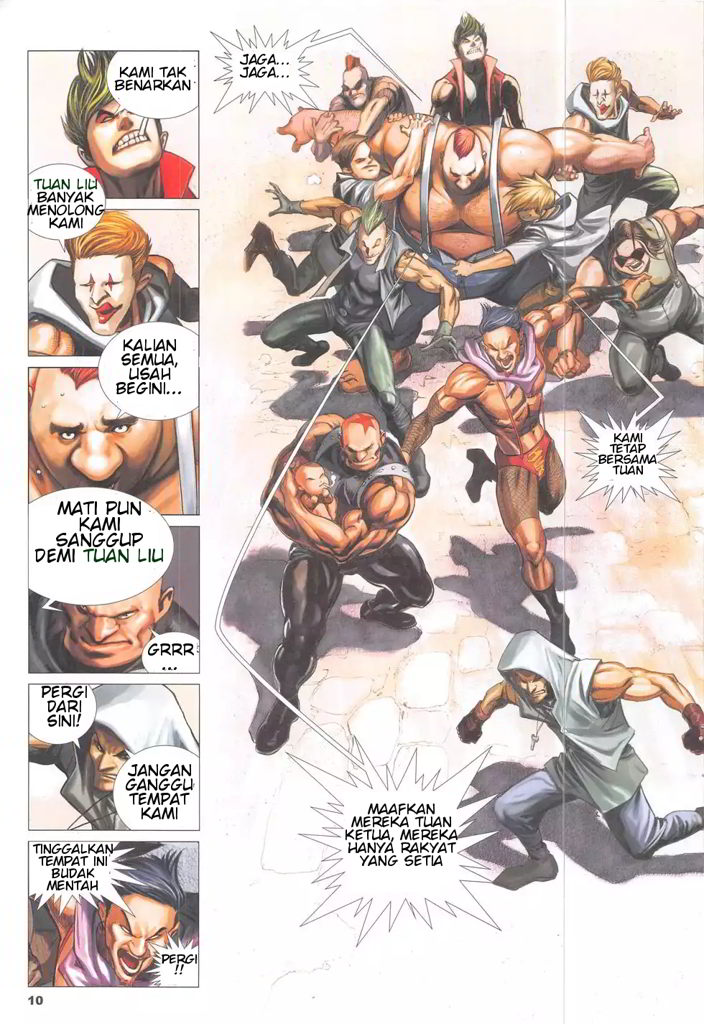 KAMI TAK
BENARKAN
TUAN LIU
BANYAK
MENOLONG
KAMI
KALIAN
SEMUA,
USAH
BEGINI...
MATI PUN
KAMI
SANGGUP
DEMI TUAN LIU
GRRR
...
PERGI
DARI
SINI!
JANGAN
GANGGU
TEMPAT
KAMI
TINGGALKAN
TEMPAT INI
BUDAK
MENTAH
PERGI
!!
JAGA...
JAGA...
KAMI
TETAP
BERSAMA
TUAN
MAAFKAN
MEREKA TUAN
KETUA, MEREKA
HANYA RAKYAT
YANG SETIA
10